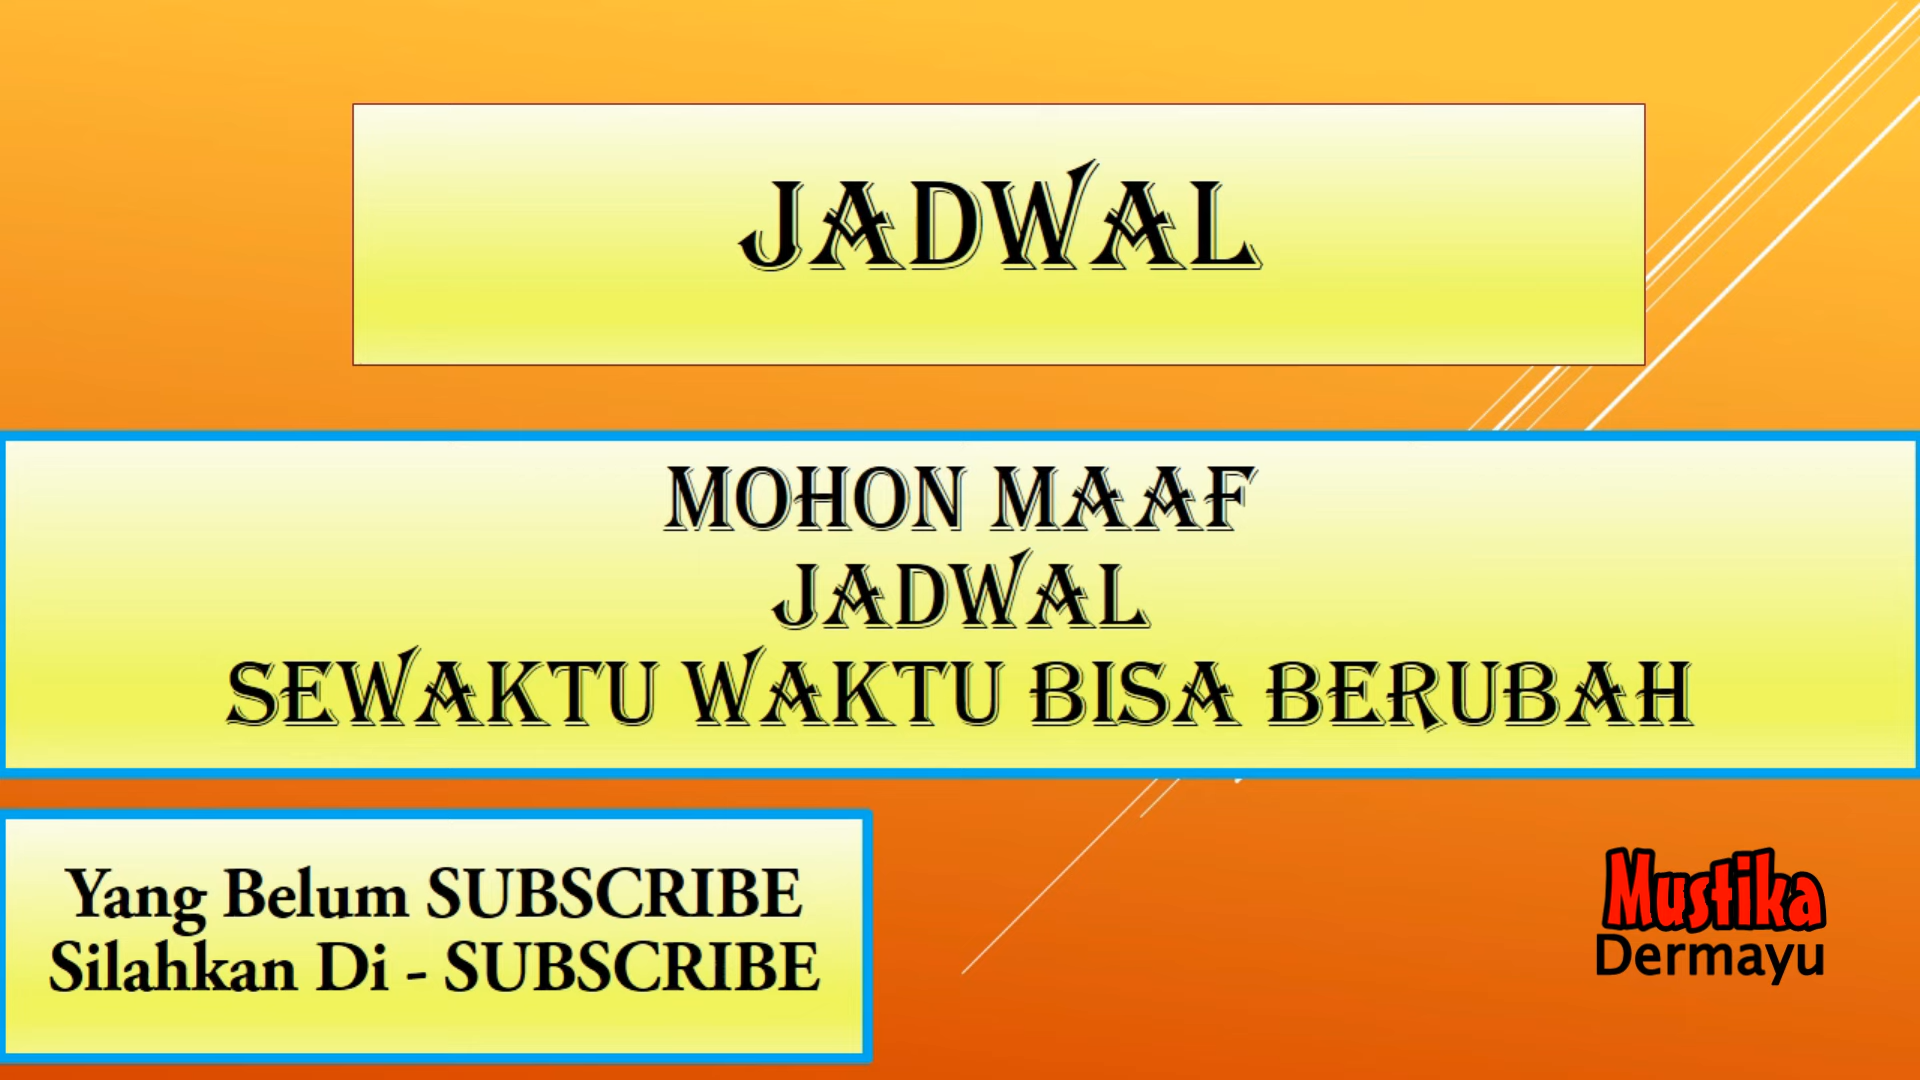 JADWAL
MOHON MAAF
JADWAL
SEWAKTU WAKTU BISA BERUBAH
Yang Belum SUBSCRIBE
Silahkan Di - SUBSCRIBE
Mustika
Dermayu